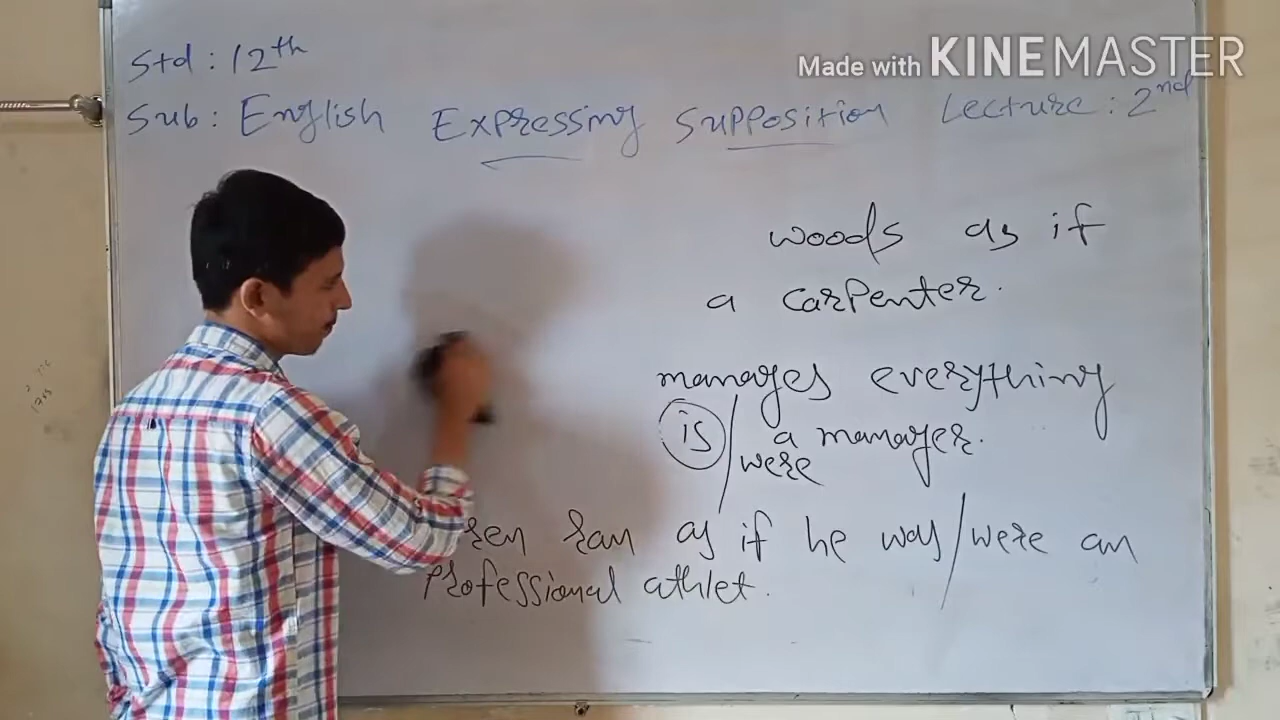 Made with KINEMASTER
Std : 12th
Sub : English Expressing Supposition Lecture : 2nd
woods as if
a carpenter.
manages everything
is / a manager.
were
ren ran as if he was / were an
professional athlet.